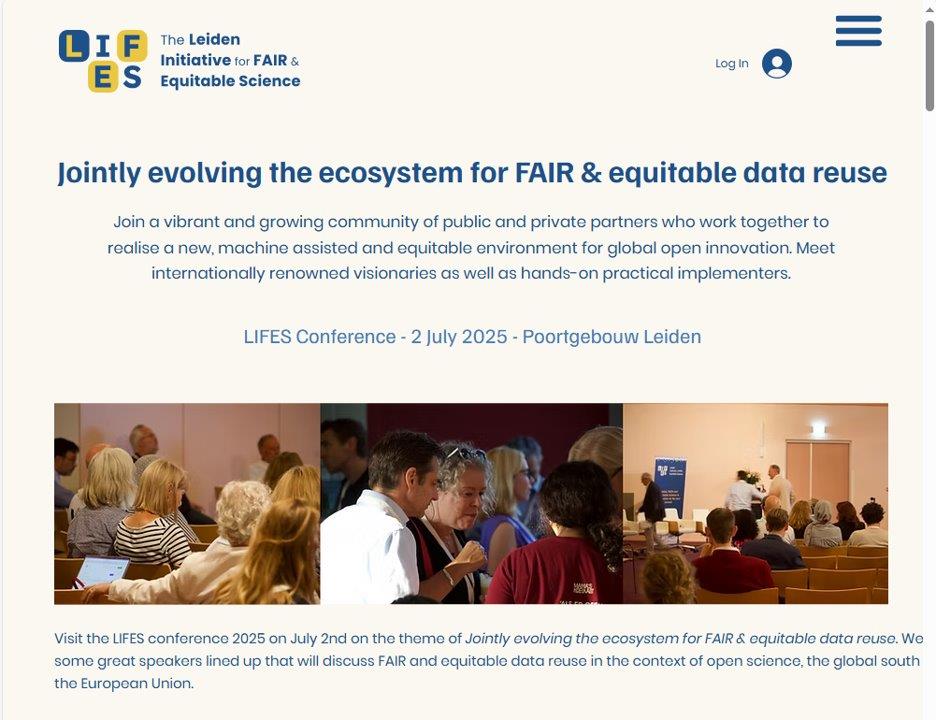 LIFES
The Leiden
Initiative for FAIR &
Equitable Science
Log In
Jointly evolving the ecosystem for FAIR & equitable data reuse
Join a vibrant and growing community of public and private partners who work together to
realise a new, machine assisted and equitable environment for global open innovation. Meet
internationally renowned visionaries as well as hands-on practical implementers.
LIFES Conference - 2 July 2025 - Poortgebouw Leiden
Visit the LIFES conference 2025 on July 2nd on the theme of Jointly evolving the ecosystem for FAIR & equitable data reuse. We
some great speakers lined up that will discuss FAIR and equitable data reuse in the context of open science, the global south
the European Union.